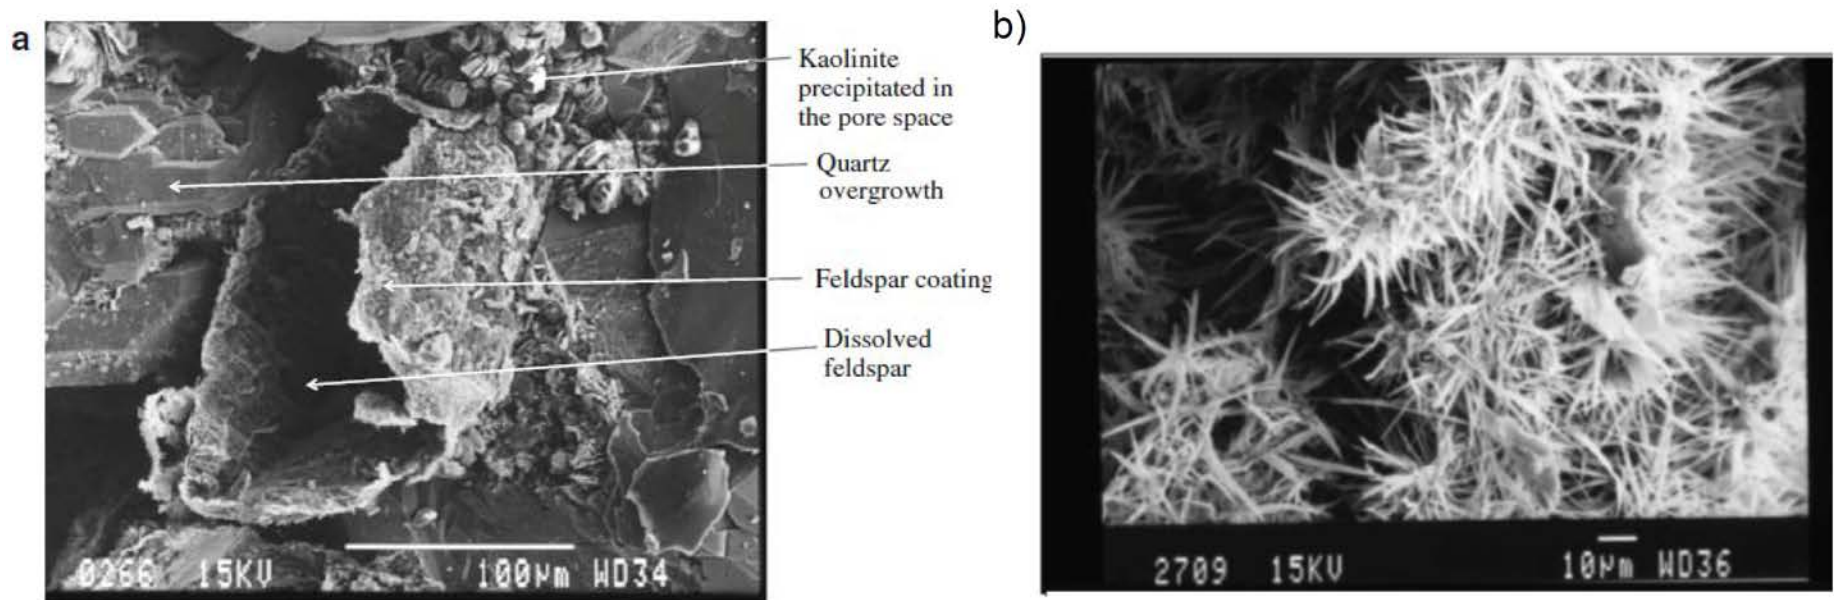 a
b)
Kaolinite
precipitated in
the pore space
Quartz
overgrowth
Feldspar coating
Dissolved
feldspar
0266 15KV 100µm WD34
2709 15KV 10µm WD36